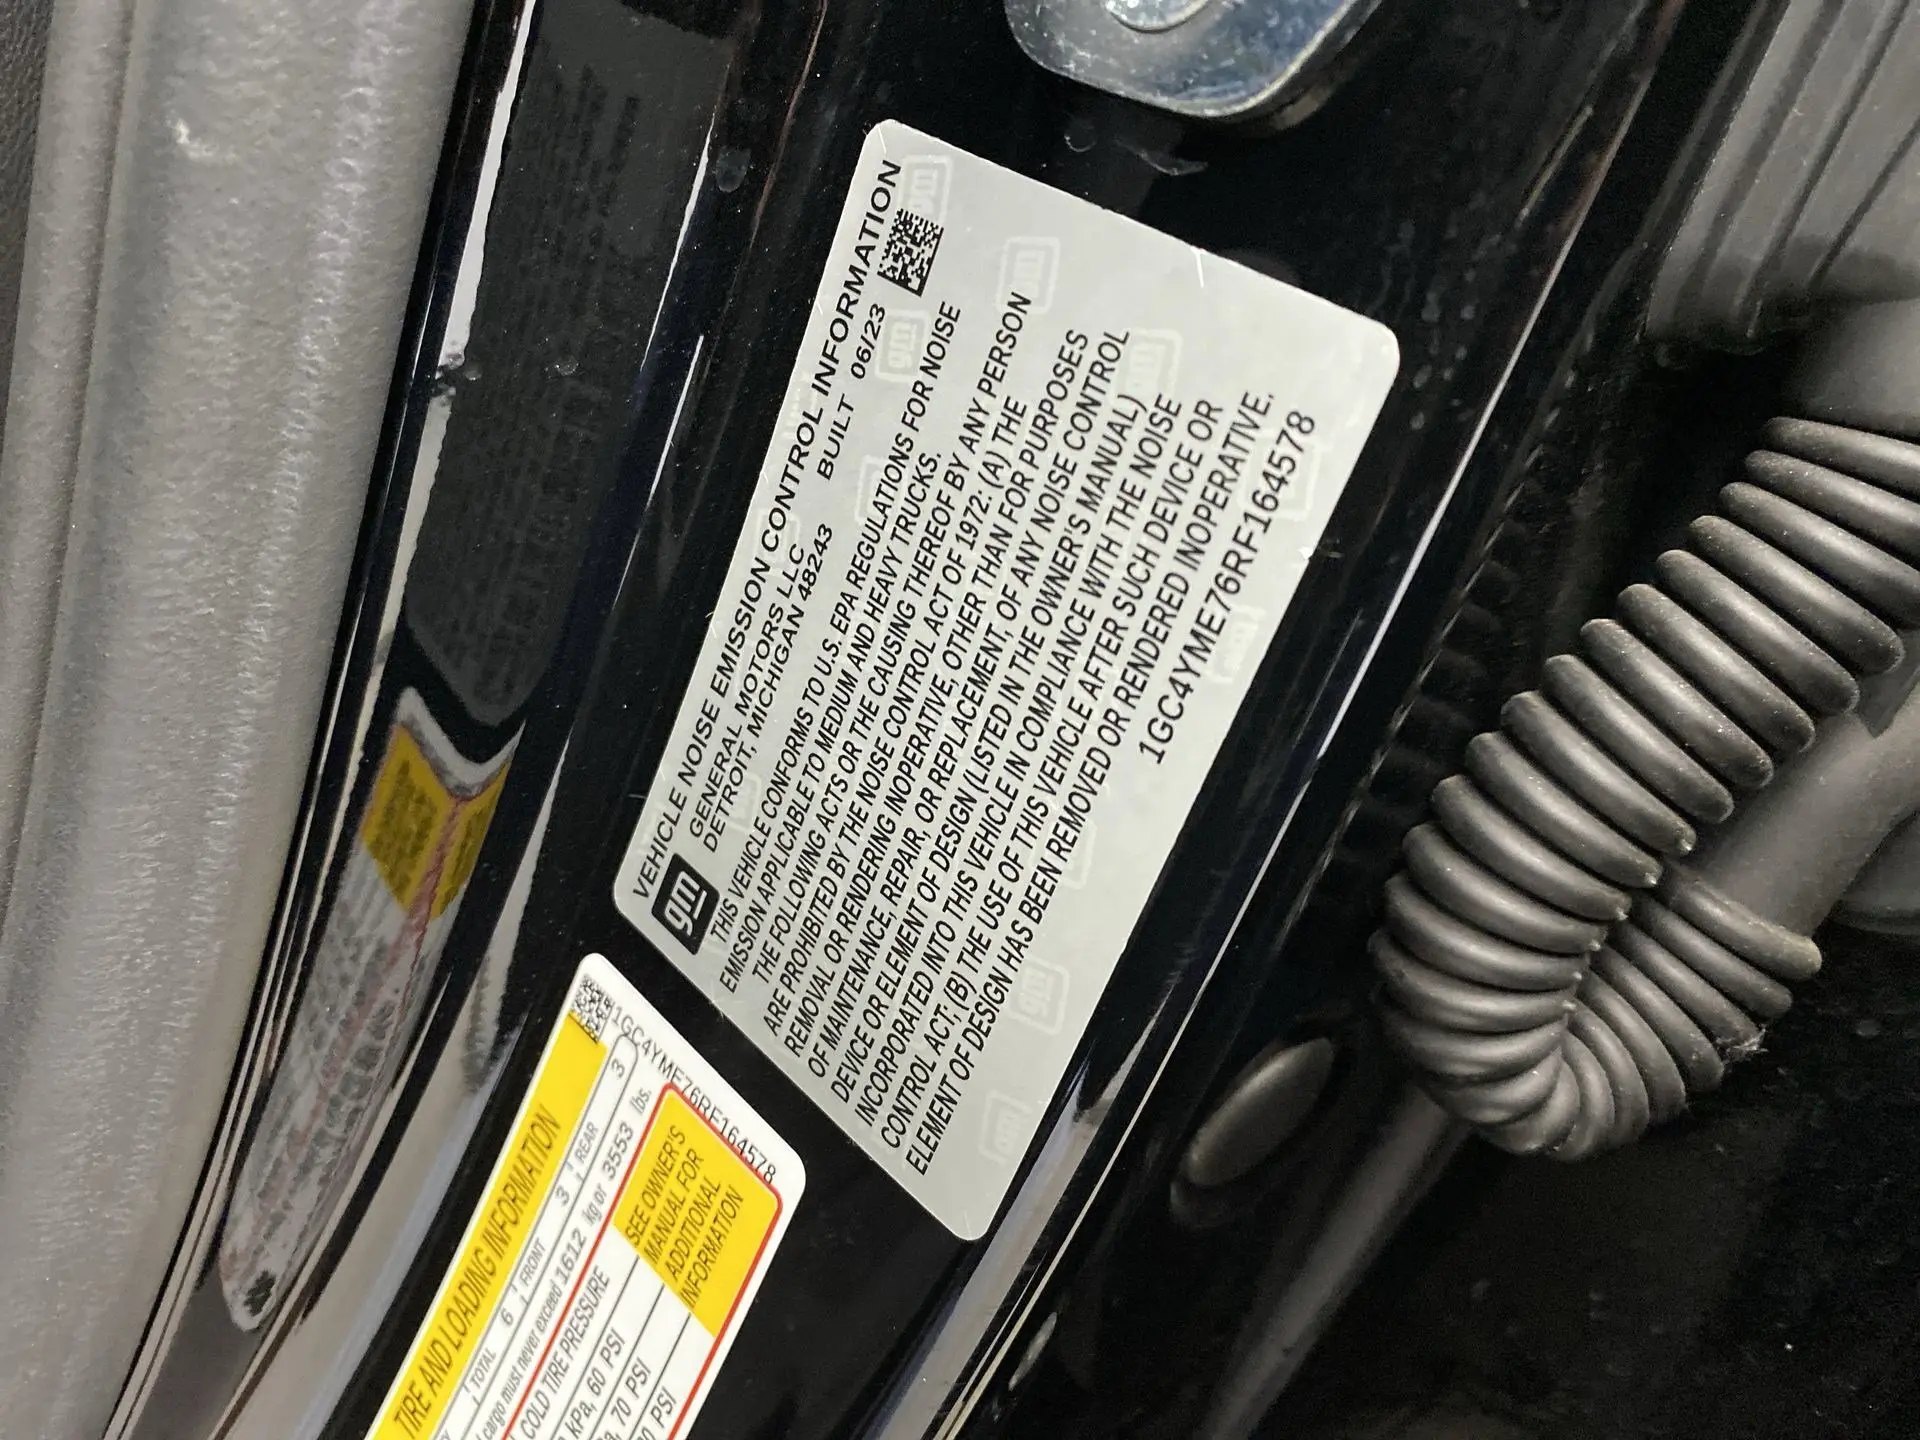 VEHICLE NOISE EMISSION CONTROL INFORMATION
gm
GENERAL MOTORS LLC BUILT 06/23
DETROIT, MICHIGAN 48243
THIS VEHICLE CONFORMS TO U.S. EPA REGULATIONS FOR NOISE
EMISSION APPLICABLE TO MEDIUM AND HEAVY TRUCKS.
THE FOLLOWING ACTS OR THE CAUSING THEREOF BY ANY PERSON
ARE PROHIBITED BY THE NOISE CONTROL ACT OF 1972: (A) THE
REMOVAL OR RENDERING INOPERATIVE, OTHER THAN FOR PURPOSES
OF MAINTENANCE, REPAIR, OR REPLACEMENT, OF ANY NOISE CONTROL
DEVICE OR ELEMENT OF DESIGN (LISTED IN THE OWNER'S MANUAL)
INCORPORATED INTO THIS VEHICLE IN COMPLIANCE WITH THE NOISE
CONTROL ACT; (B) THE USE OF THIS VEHICLE AFTER SUCH DEVICE OR
ELEMENT OF DESIGN HAS BEEN REMOVED OR RENDERED INOPERATIVE.
1GC4YME76RF164578
TIRE AND LOADING INFORMATION
TOTAL 6 FRONT 3 REAR 3
cargo must never exceed 1612 kg or 3553 lbs.
COLD TIRE PRESSURE
kPa, 60 PSI
70 PSI
PSI
SEE OWNER'S
MANUAL FOR
ADDITIONAL
INFORMATION
1GC4YME76RF164578